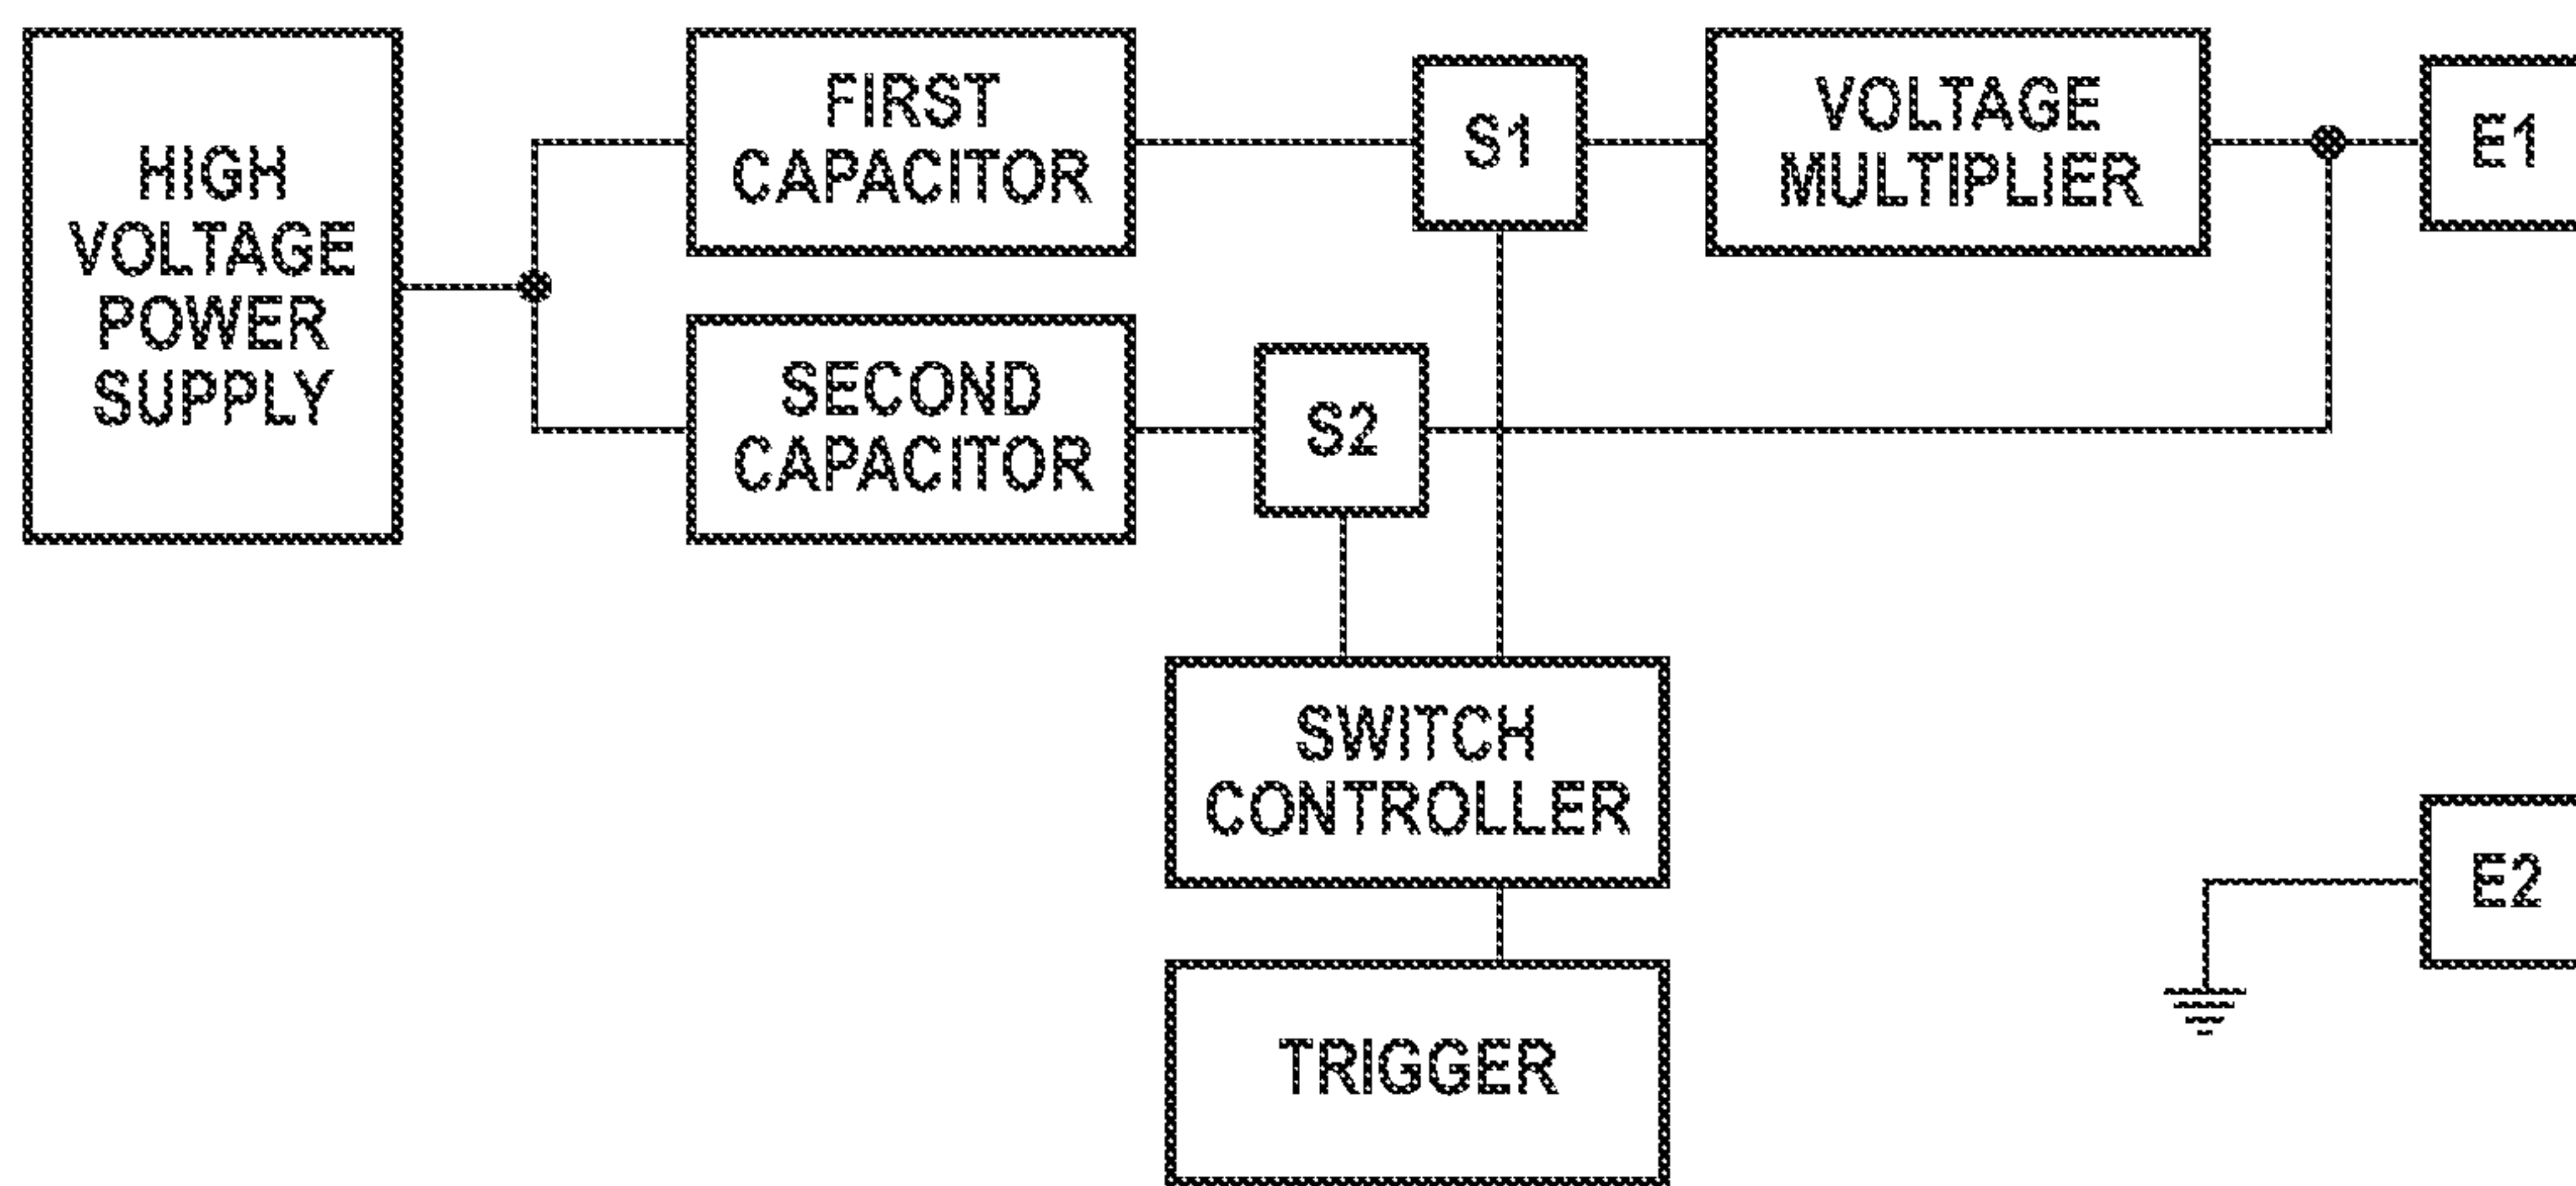 HIGH
VOLTAGE
POWER
SUPPLY
FIRST
CAPACITOR
S1
VOLTAGE
MULTIPLIER
E1
SECOND
CAPACITOR
S2
SWITCH
CONTROLLER
E2
TRIGGER